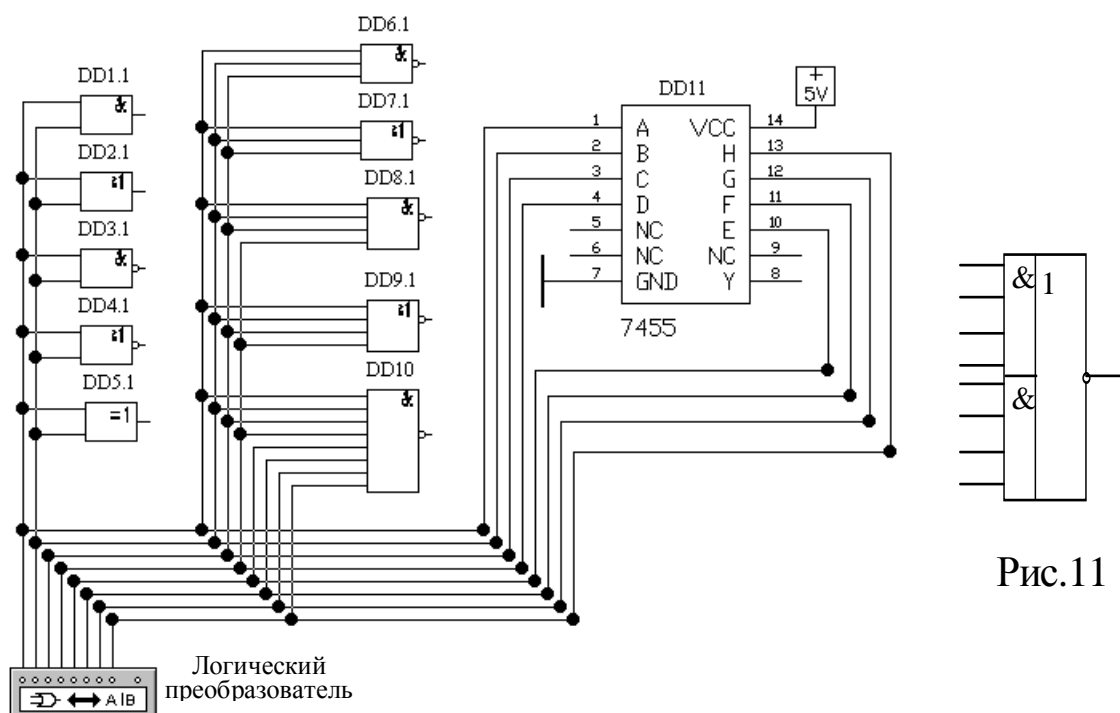 DD6.1
&
DD1.1
&
DD7.1
≥1
DD2.1
≥1
DD8.1
&
DD3.1
&
DD9.1
≥1
DD4.1
≥1
DD10
&
DD5.1
=1
DD11
+
5V
1 A VCC 14
2 B H 13
3 C G 12
4 D F 11
5 NC E 10
6 NC NC 9
7 GND Y 8
7455
& 1
&
Рис.11
Логический
преобразователь
A|B